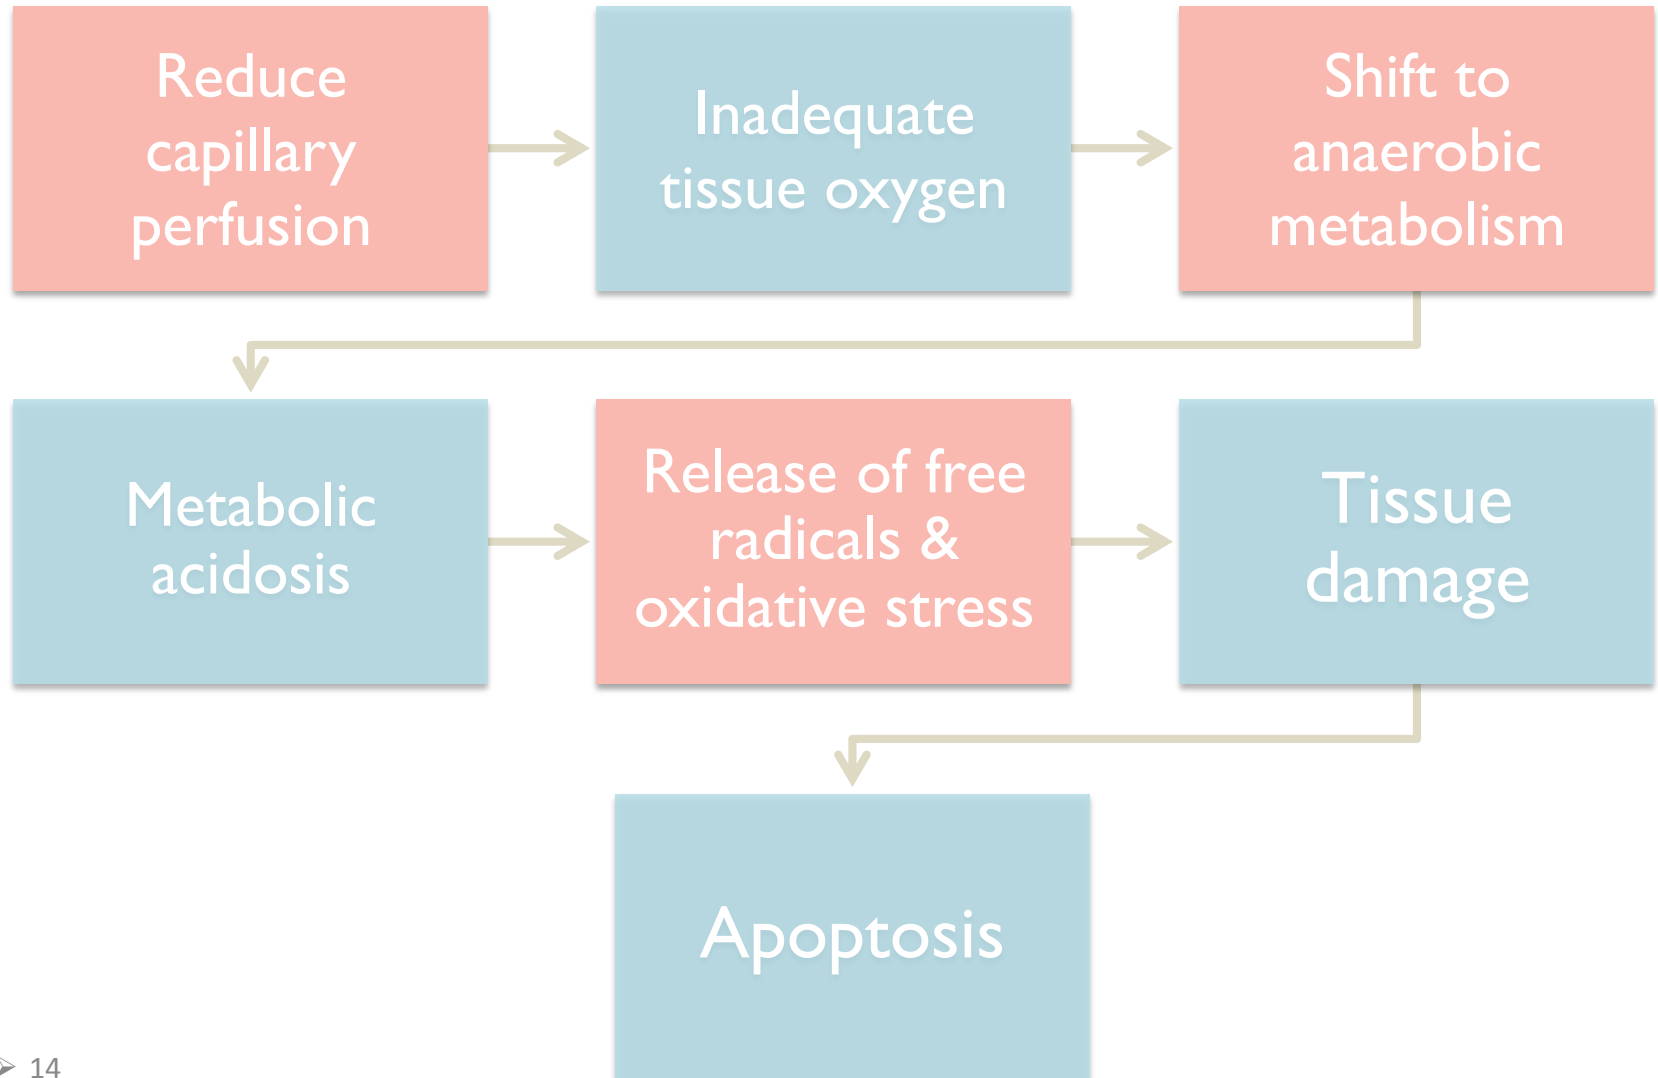 Reduce
capillary
perfusion
Inadequate
tissue oxygen
Shift to
anaerobic
metabolism
Metabolic
acidosis
Release of free
radicals &
oxidative stress
Tissue
damage
Apoptosis
➢ 14